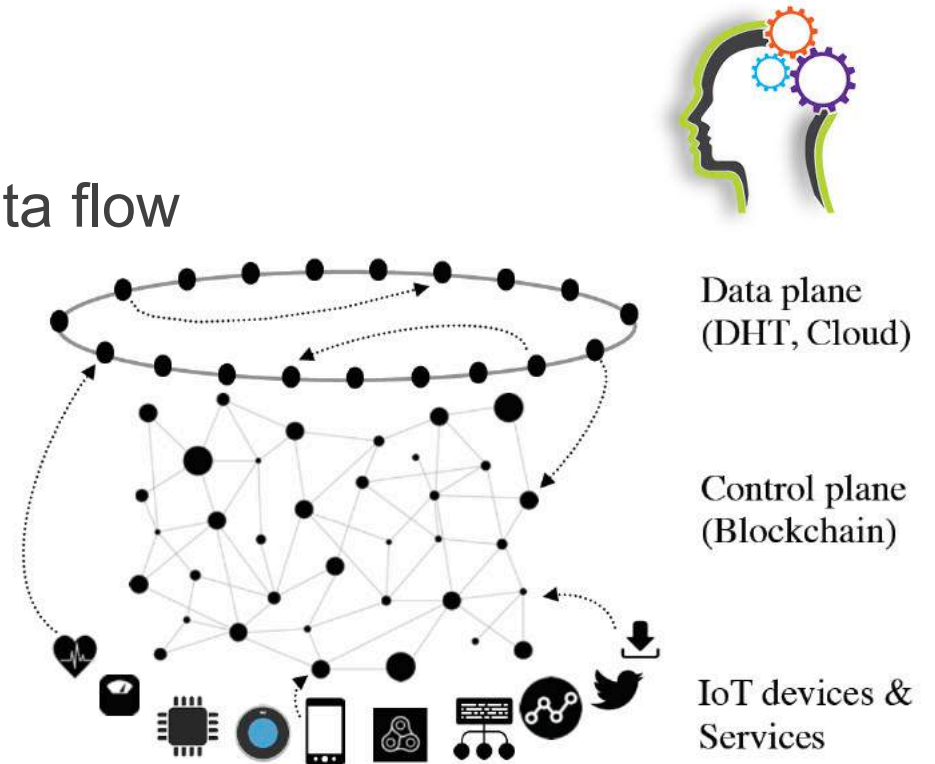 ta flow
Data plane
(DHT, Cloud)
Control plane
(Blockchain)
IoT devices &
Services